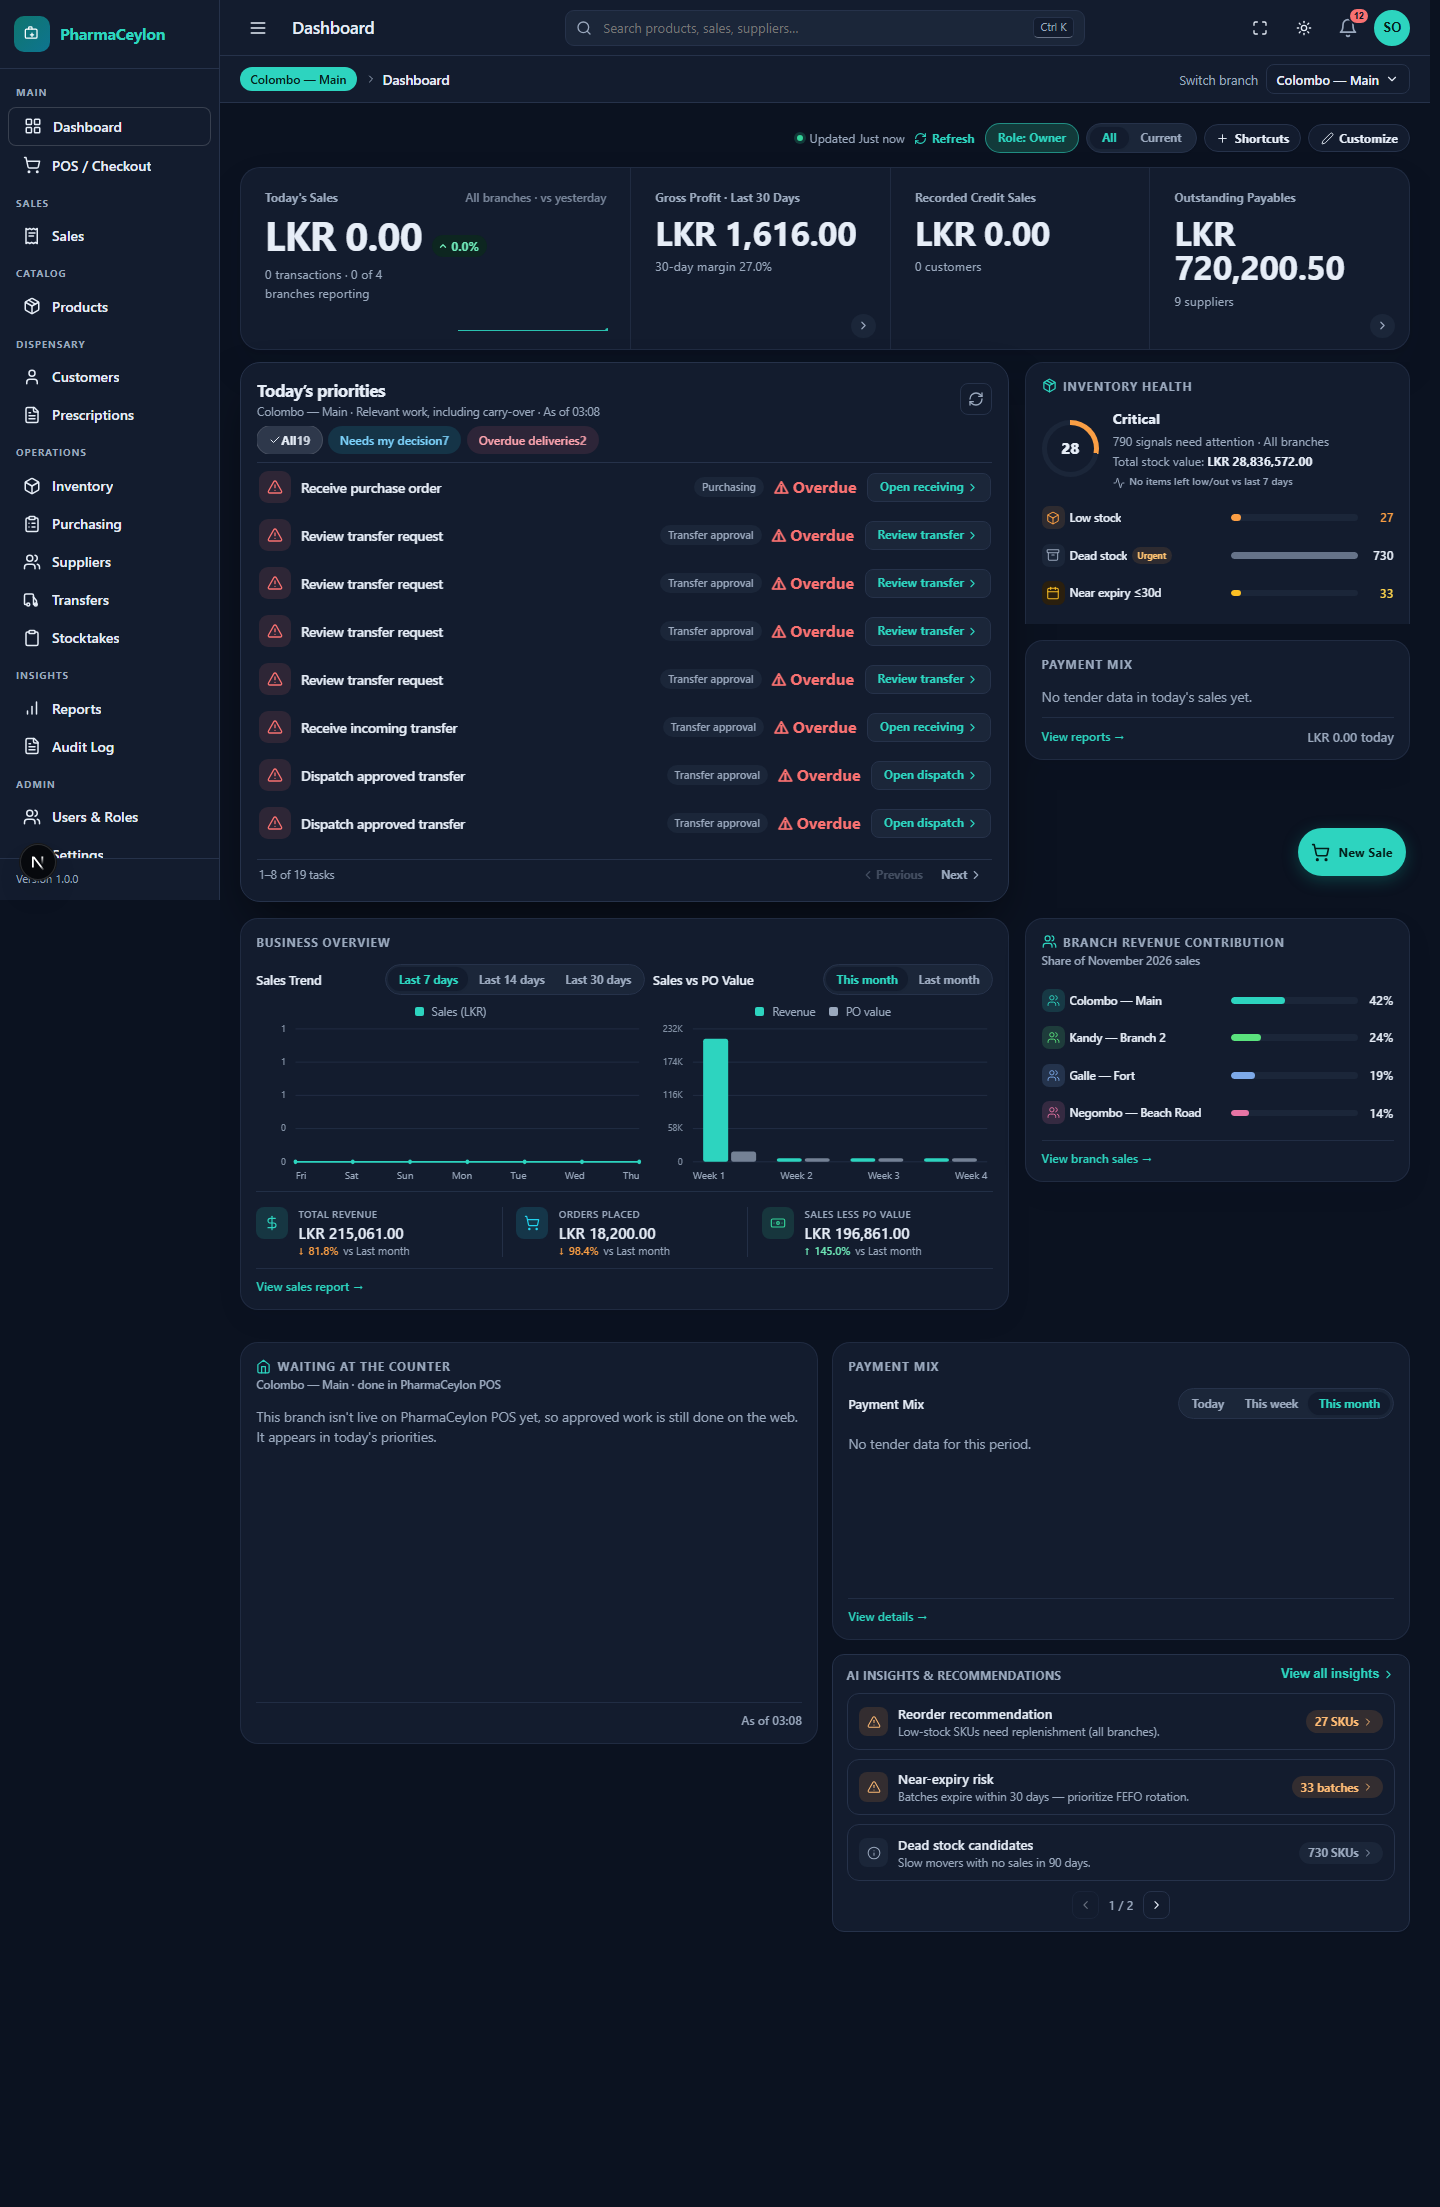 PharmaCeylon
MAIN
Dashboard
POS / Checkout
SALES
Sales
CATALOG
Products
DISPENSARY
Customers
Prescriptions
OPERATIONS
Inventory
Purchasing
Suppliers
Transfers
Stocktakes
INSIGHTS
Reports
Audit Log
ADMIN
Users & Roles
Settings
N
Version 1.0.0
Dashboard
Search products, sales, suppliers...
Ctrl K
12
SO
Colombo — Main
Dashboard
Switch branch
Colombo — Main
Updated Just now
Refresh
Role: Owner
All
Current
Shortcuts
Customize
Today's Sales
All branches · vs yesterday
LKR 0.00
0.0%
0 transactions · 0 of 4
branches reporting
Gross Profit · Last 30 Days
LKR 1,616.00
30-day margin 27.0%
Recorded Credit Sales
LKR 0.00
0 customers
Outstanding Payables
LKR
720,200.50
9 suppliers
Today's priorities
Colombo — Main · Relevant work, including carry-over · As of 03:08
All19
Needs my decision7
Overdue deliveries2
Receive purchase order Purchasing Overdue Open receiving
Review transfer request Transfer approval Overdue Review transfer
Review transfer request Transfer approval Overdue Review transfer
Review transfer request Transfer approval Overdue Review transfer
Review transfer request Transfer approval Overdue Review transfer
Receive incoming transfer Transfer approval Overdue Open receiving
Dispatch approved transfer Transfer approval Overdue Open dispatch
Dispatch approved transfer Transfer approval Overdue Open dispatch
1–8 of 19 tasks
Previous
Next
INVENTORY HEALTH
28
Critical
790 signals need attention · All branches
Total stock value: LKR 28,836,572.00
No items left low/out vs last 7 days
Low stock 27
Dead stock Urgent 730
Near expiry ≤30d 33
PAYMENT MIX
No tender data in today's sales yet.
View reports →
LKR 0.00 today
New Sale
BUSINESS OVERVIEW
Sales Trend
Last 7 days
Last 14 days
Last 30 days
Sales (LKR)
1
1
1
0
0
Fri Sat Sun Mon Tue Wed Thu
Sales vs PO Value
This month
Last month
Revenue
PO value
232K
174K
116K
58K
0
Week 1 Week 2 Week 3 Week 4
TOTAL REVENUE
LKR 215,061.00
↓ 81.8% vs Last month
ORDERS PLACED
LKR 18,200.00
↓ 98.4% vs Last month
SALES LESS PO VALUE
LKR 196,861.00
↑ 145.0% vs Last month
View sales report →
BRANCH REVENUE CONTRIBUTION
Share of November 2026 sales
Colombo — Main 42%
Kandy — Branch 2 24%
Galle — Fort 19%
Negombo — Beach Road 14%
View branch sales →
WAITING AT THE COUNTER
Colombo — Main · done in PharmaCeylon POS
This branch isn't live on PharmaCeylon POS yet, so approved work is still done on the web.
It appears in today's priorities.
As of 03:08
PAYMENT MIX
Payment Mix
Today
This week
This month
No tender data for this period.
View details →
AI INSIGHTS & RECOMMENDATIONS
View all insights
Reorder recommendation
Low-stock SKUs need replenishment (all branches).
27 SKUs
Near-expiry risk
Batches expire within 30 days — prioritize FEFO rotation.
33 batches
Dead stock candidates
Slow movers with no sales in 90 days.
730 SKUs
1 / 2